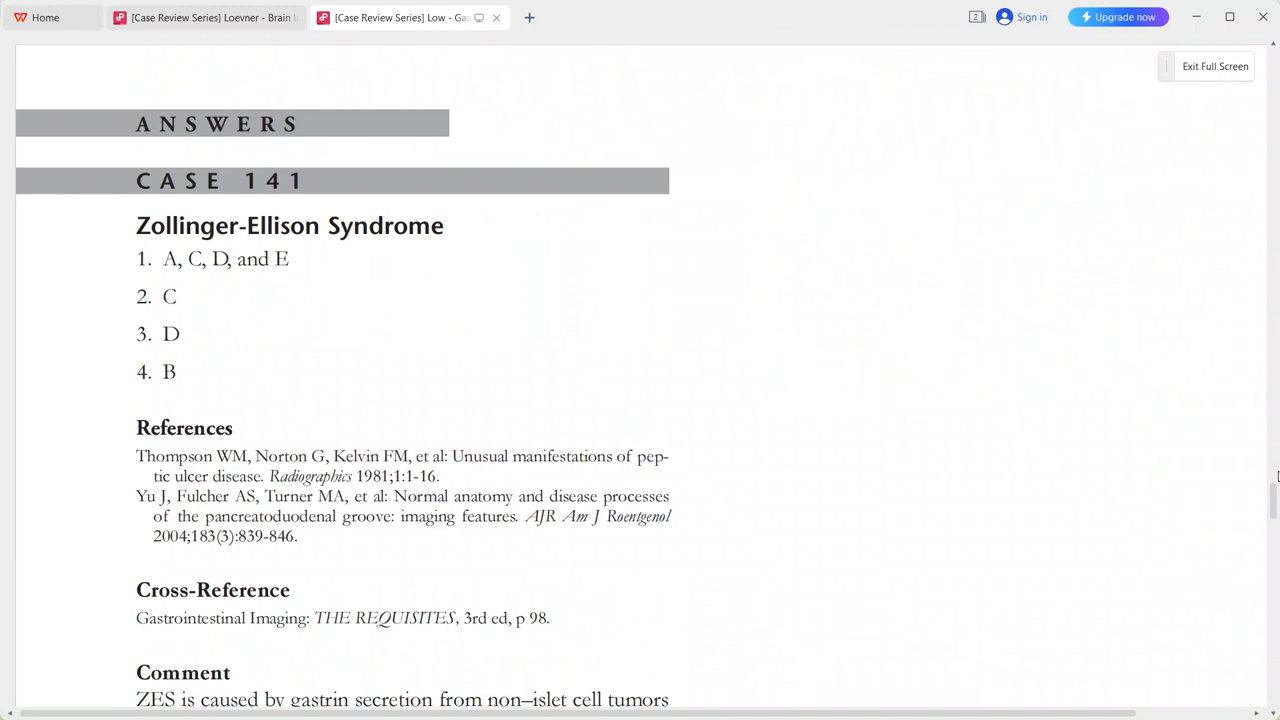 Home
[Case Review Series] Loevner - Brain I
[Case Review Series] Low - Gas
2
Sign in
Upgrade now
Exit Full Screen
ANSWERS
CASE 141
Zollinger-Ellison Syndrome
1. A, C, D, and E
2. C
3. D
4. B
References
Thompson WM, Norton G, Kelvin FM, et al: Unusual manifestations of pep-
tic ulcer disease. Radiographics 1981;1:1-16.
Yu J, Fulcher AS, Turner MA, et al: Normal anatomy and disease processes
of the pancreatoduodenal groove: imaging features. AJR Am J Roentgenol
2004;183(3):839-846.
Cross-Reference
Gastrointestinal Imaging: THE REQUISITES, 3rd ed, p 98.
Comment
ZES is caused by gastrin secretion from non–islet cell tumors